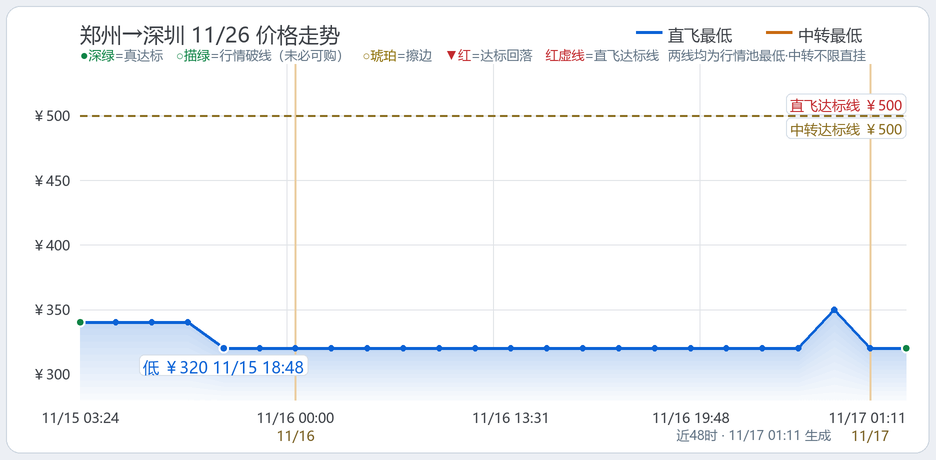 郑州→深圳 11/26 价格走势
直飞最低 中转最低
●深绿=真达标 ○描绿=行情破线（未必可购） ○琥珀=擦边 ▼红=达标回落 红虚线=直飞达标线 两线均为行情池最低·中转不限直挂
直飞达标线 ¥500
¥500
中转达标线 ¥500
¥450
¥400
¥350
低 ¥320 11/15 18:48
¥300
11/15 03:24 11/16 00:00 11/16 13:31 11/16 19:48 11/17 01:11
11/16 近48时 · 11/17 01:11 生成 11/17